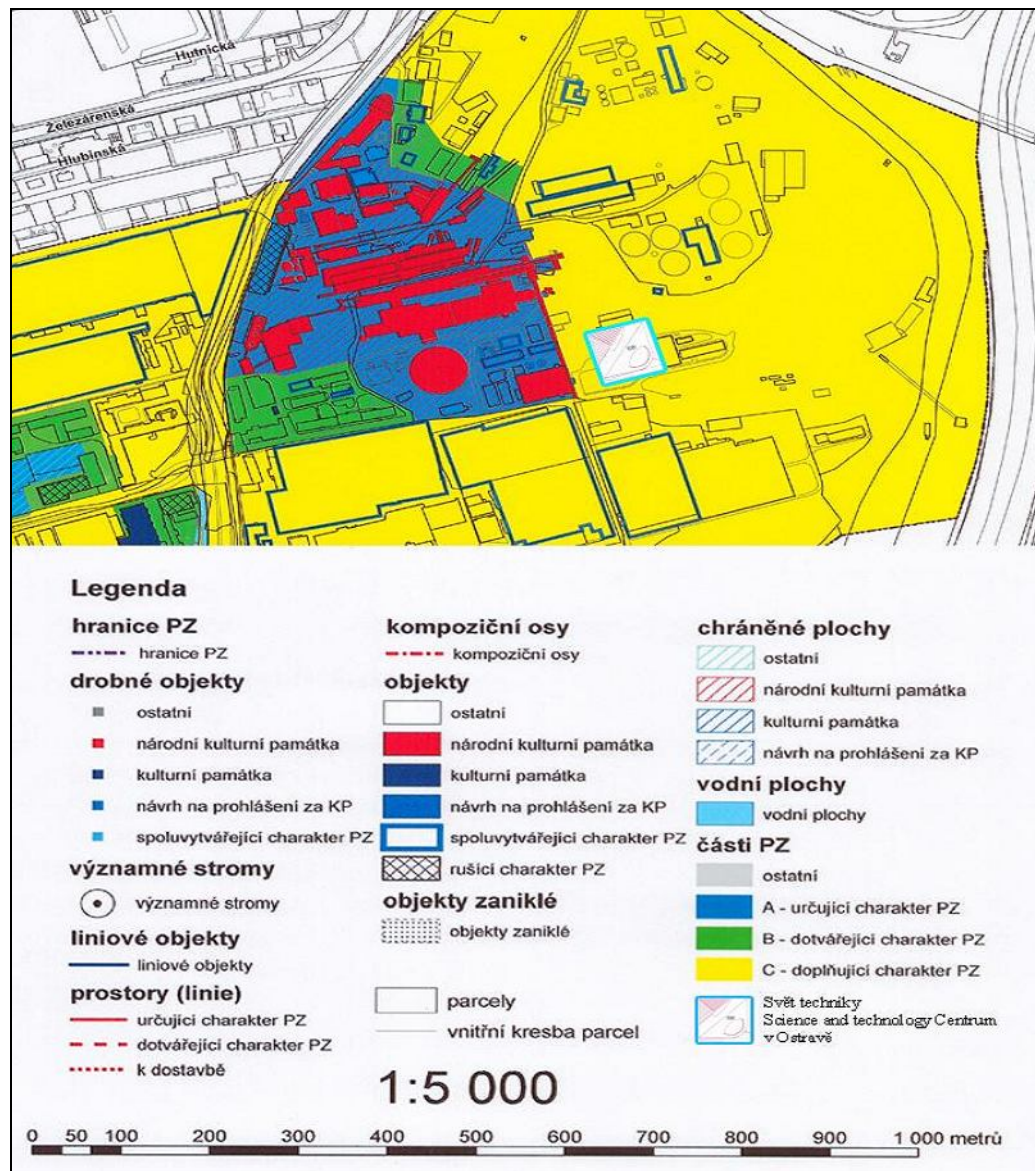 Hutnická
Železárenská
Hlubinská
Legenda
hranice PZ
hranice PZ
drobné objekty
ostatní
národní kulturní památka
kulturní památka
návrh na prohlášení za KP
spoluvytvářející charakter PZ
významné stromy
významné stromy
liniové objekty
liniové objekty
prostory (linie)
určující charakter PZ
dotvářející charakter PZ
k dostavbě
kompoziční osy
kompoziční osy
objekty
ostatní
národní kulturní památka
kulturní památka
návrh na prohlášení za KP
spoluvytvářející charakter PZ
rušící charakter PZ
objekty zaniklé
objekty zaniklé
parcely
vnitřní kresba parcel
chráněné plochy
ostatní
národní kulturní památka
kulturní památka
návrh na prohlášení za KP
vodní plochy
vodní plochy
části PZ
ostatní
A - určující charakter PZ
B - dotvářející charakter PZ
C - doplňující charakter PZ
Svět techniky
Science and technology Centrum
v Ostravě
1:5 000
0 50 100 200 300 400 500 600 700 800 900 1 000 metrů